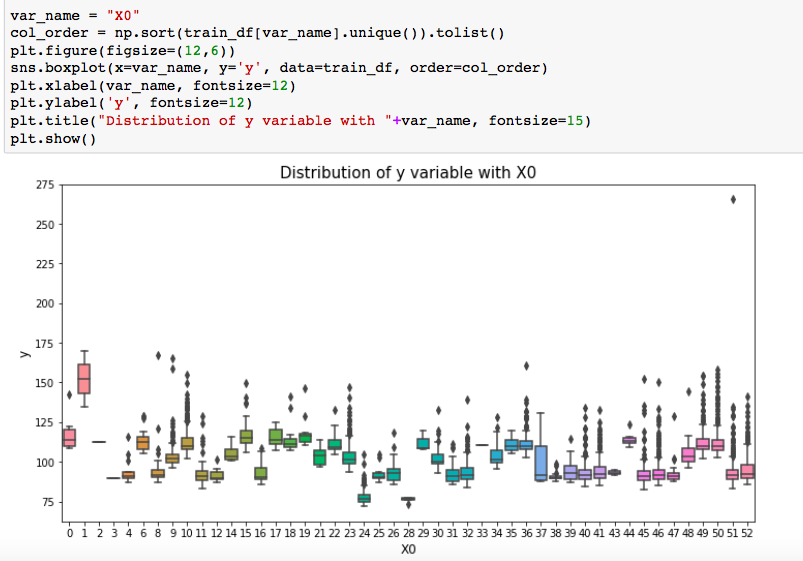 var_name = "X0"
col_order = np.sort(train_df[var_name].unique()).tolist()
plt.figure(figsize=(12,6))
sns.boxplot(x=var_name, y='y', data=train_df, order=col_order)
plt.xlabel(var_name, fontsize=12)
plt.ylabel('y', fontsize=12)
plt.title("Distribution of y variable with "+var_name, fontsize=15)
plt.show()
Distribution of y variable with X0
275
250
225
200
175
150
125
100
75
y
0 1 2 3 4 6 8 9 10 11 12 14 15 16 17 18 19 21 22 23 24 25 26 28 29 30 31 32 33 34 35 36 37 38 39 40 41 43 44 45 46 47 48 49 50 51 52
X0